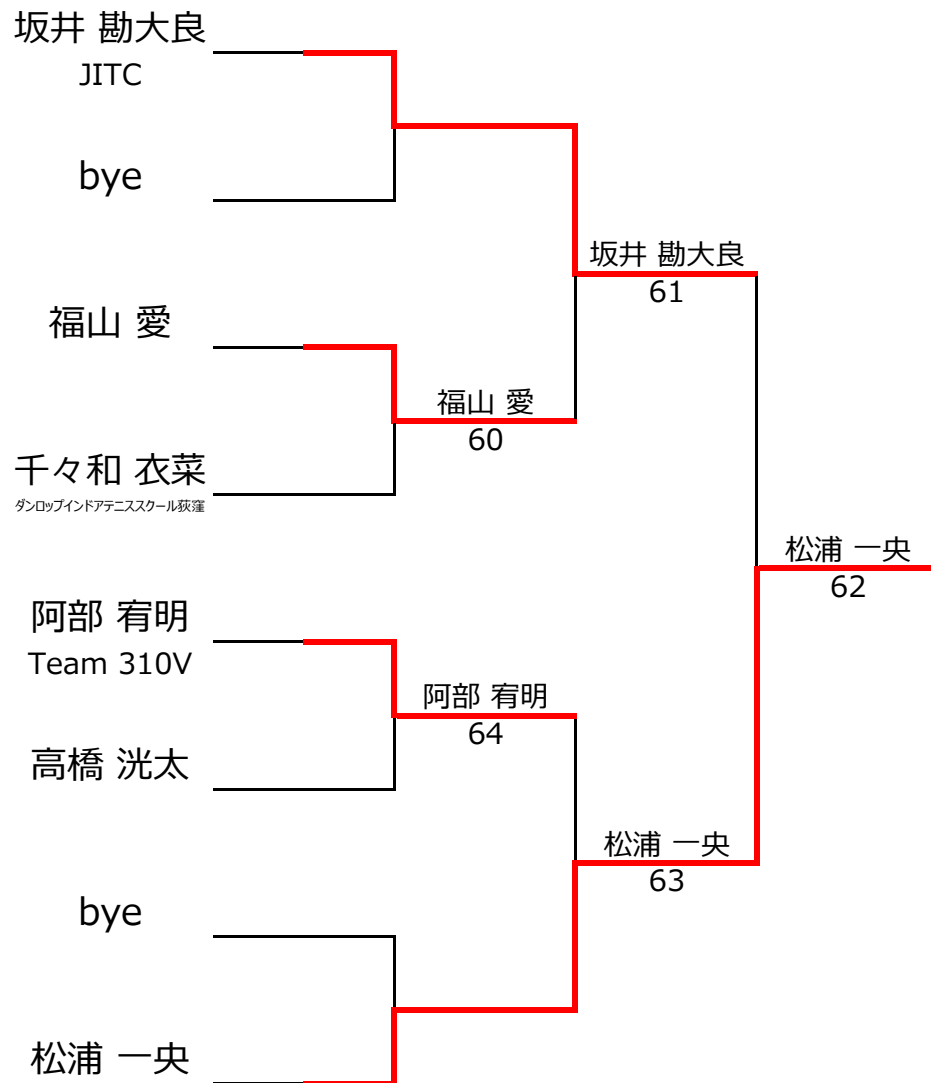 坂井 勘大良
JITC
bye
坂井 勘大良
61
福山 愛
福山 愛
60
千々和 衣菜
ダンロップインドアテニススクール荻窪
松浦 一央
62
阿部 宥明
Team 310V
阿部 宥明
64
高橋 洸太
松浦 一央
63
bye
松浦 一央